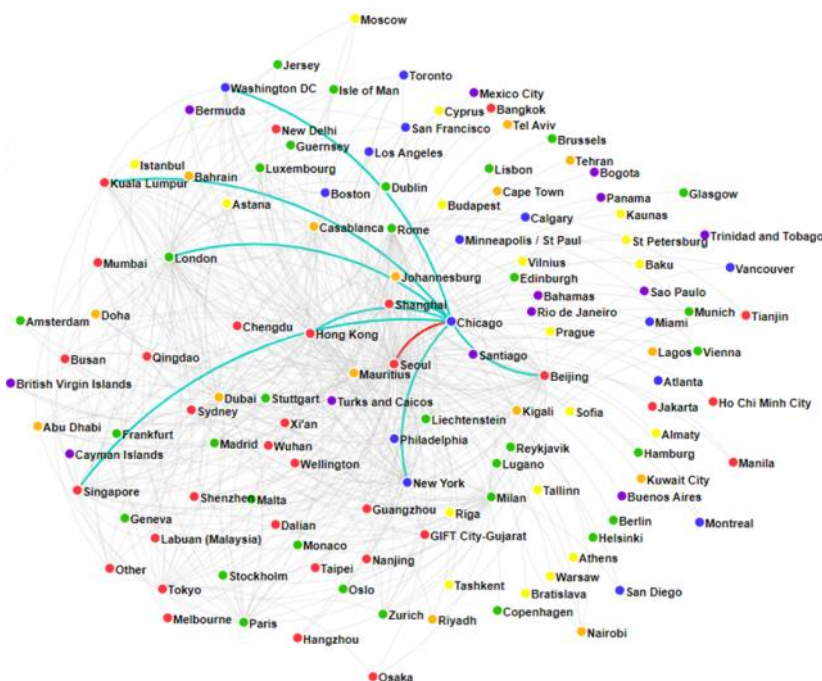 Moscow
Jersey
Toronto
Washington DC
Isle of Man
Mexico City
Bermuda
Cyprus
Bangkok
New Delhi
San Francisco
Tel Aviv
Guernsey
Brussels
Los Angeles
Istanbul
Luxembourg
Lisbon
Tehran
Kuala Lumpur
Bahrain
Bogota
Boston
Dublin
Cape Town
Glasgow
Astana
Budapest
Panama
Calgary
Kaunas
Casablanca
Rome
Minneapolis / St Paul
St Petersburg
Trinidad and Tobago
London
Mumbai
Vilnius
Baku
Vancouver
Johannesburg
Edinburgh
Sao Paulo
Bahamas
Shanghai
Rio de Janeiro
Munich
Doha
Tianjin
Amsterdam
Chicago
Miami
Chengdu
Hong Kong
Prague
Busan
Qingdao
Santiago
Lagos
Vienna
Seoul
Mauritius
Beijing
British Virgin Islands
Atlanta
Dubai
Stuttgart
Turks and Caicos
Ho Chi Minh City
Jakarta
Sydney
Kigali
Sofia
Abu Dhabi
Xi'an
Liechtenstein
Frankfurt
Almaty
Madrid
Wuhan
Philadelphia
Reykjavik
Hamburg
Cayman Islands
Wellington
Lugano
Manila
Kuwait City
Singapore
New York
Tallinn
Shenzhen
Malta
Milan
Buenos Aires
Guangzhou
Riga
Geneva
Dalian
Berlin
Montreal
Labuan (Malaysia)
Monaco
GIFT City-Gujarat
Helsinki
Other
Taipei
Nanjing
Athens
Stockholm
Warsaw
Tokyo
Oslo
Tashkent
Bratislava
San Diego
Melbourne
Paris
Zurich
Riyadh
Copenhagen
Hangzhou
Nairobi
Osaka